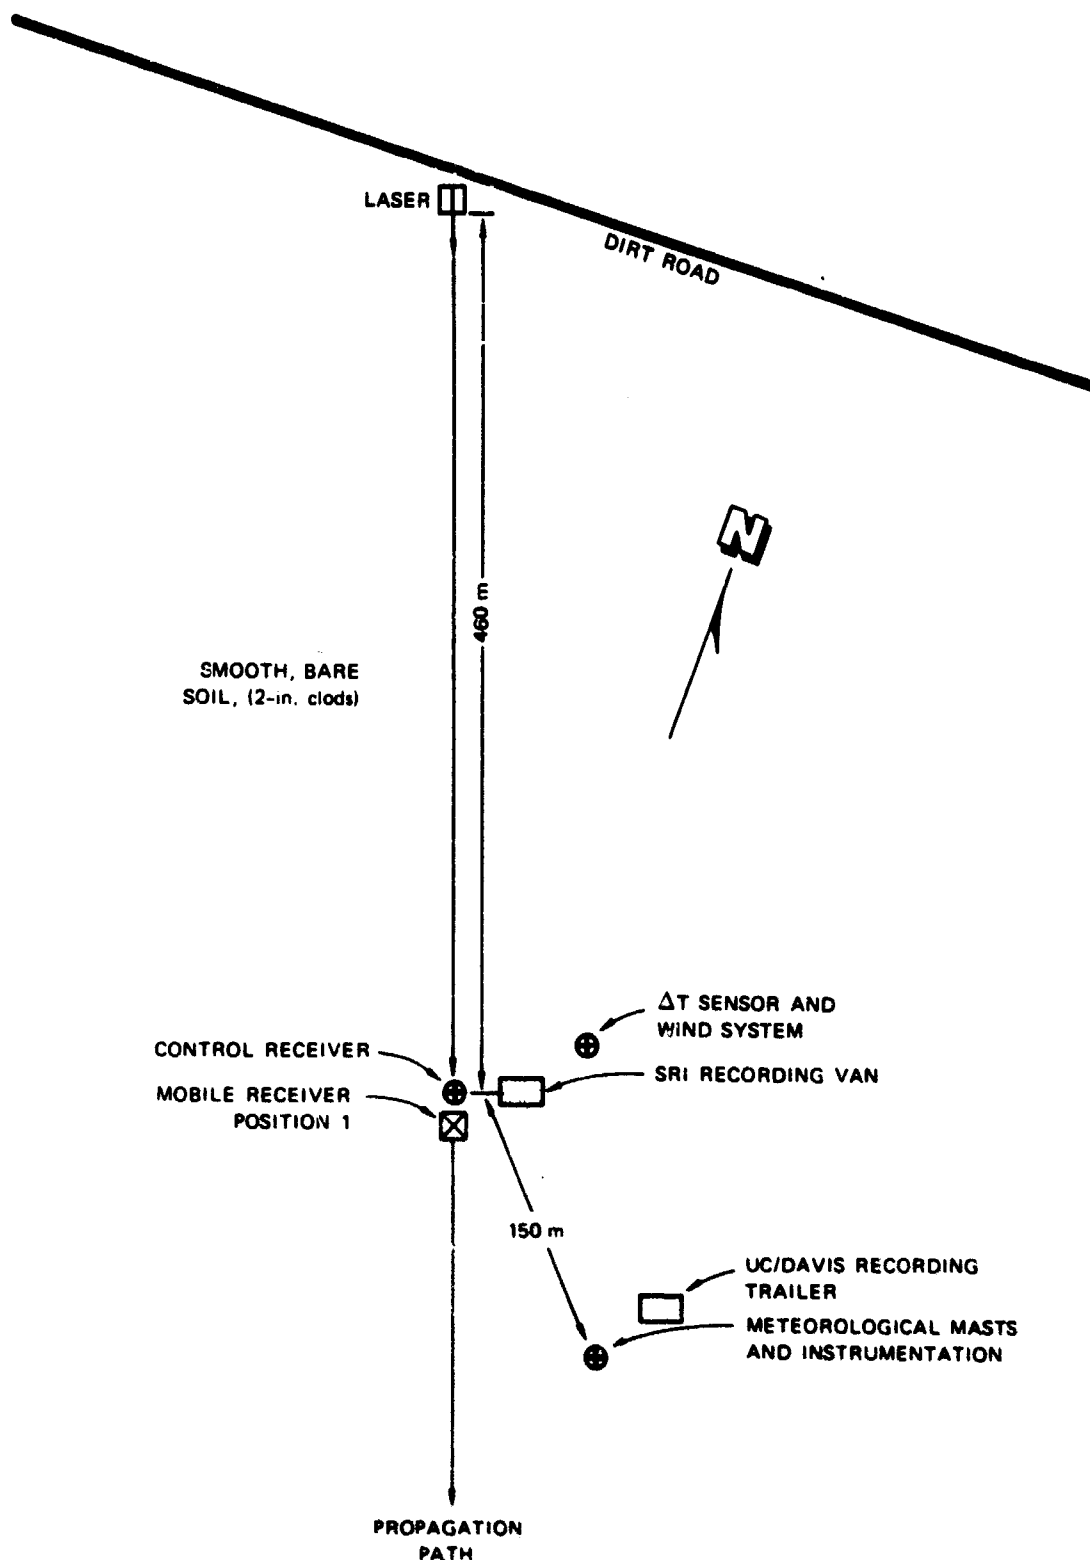 LASER
DIRT ROAD
N
460 m
SMOOTH, BARE
SOIL, (2-in. clods)
ΔT SENSOR AND
WIND SYSTEM
CONTROL RECEIVER
SRI RECORDING VAN
MOBILE RECEIVER
POSITION 1
150 m
UC/DAVIS RECORDING
TRAILER
METEOROLOGICAL MASTS
AND INSTRUMENTATION
PROPAGATION
PATH